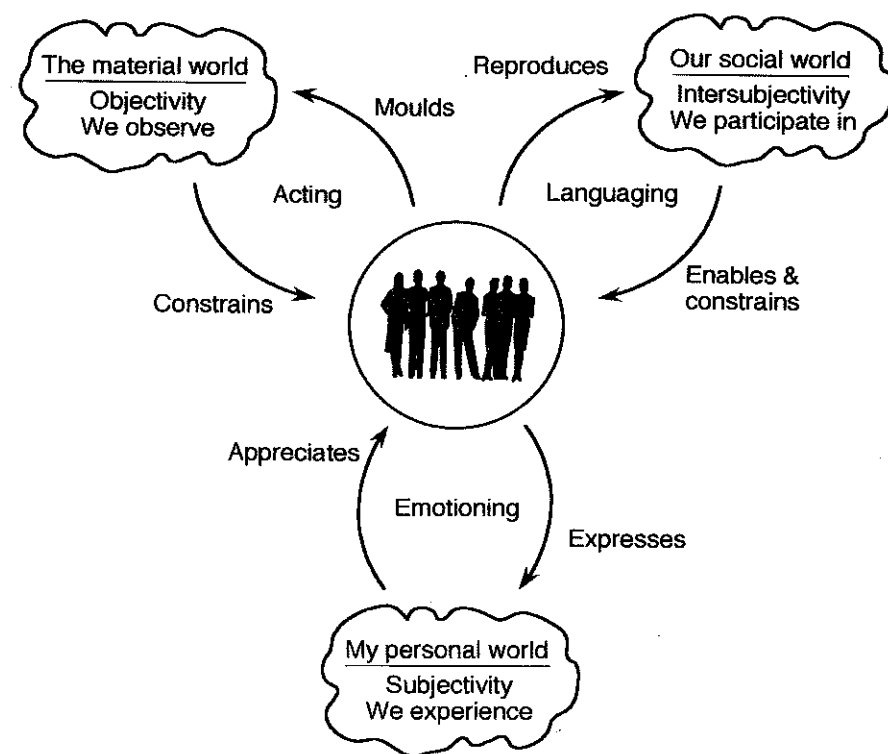 The material world
Objectivity
We observe
Moulds
Reproduces
Our social world
Intersubjectivity
We participate in
Acting
Languaging
Constrains
Enables &
constrains
Appreciates
Emotioning
Expresses
My personal world
Subjectivity
We experience